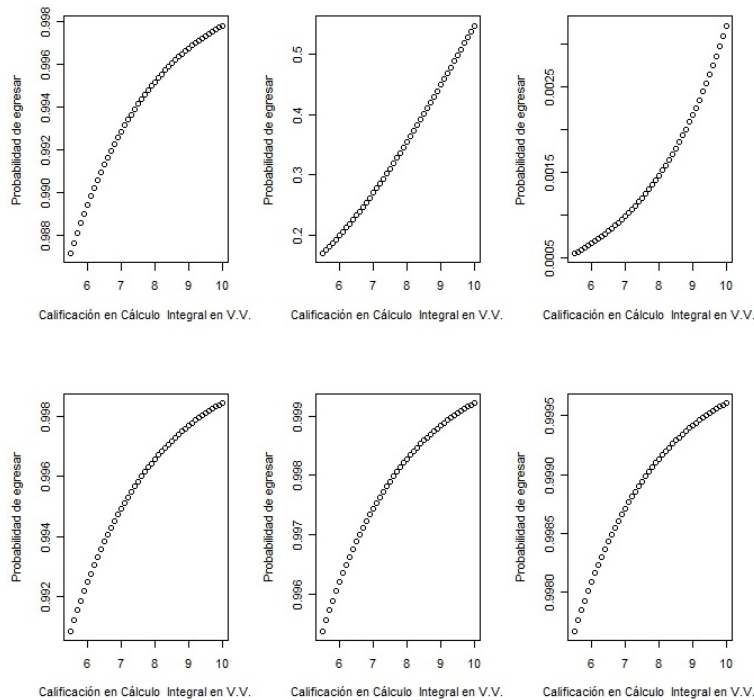 0.998
0.996
0.994
0.992
0.990
0.988
Probabilidad de egresar
6 7 8 9 10
Calificación en Cálculo Integral en V.V.
0.5
0.4
0.3
0.2
Probabilidad de egresar
6 7 8 9 10
Calificación en Cálculo Integral en V.V.
0.0025
0.0015
0.0005
Probabilidad de egresar
6 7 8 9 10
Calificación en Cálculo Integral en V.V.
0.998
0.996
0.994
0.992
Probabilidad de egresar
6 7 8 9 10
Calificación en Cálculo Integral en V.V.
0.999
0.998
0.997
0.996
Probabilidad de egresar
6 7 8 9 10
Calificación en Cálculo Integral en V.V.
0.9995
0.9990
0.9985
0.9980
Probabilidad de egresar
6 7 8 9 10
Calificación en Cálculo Integral en V.V.